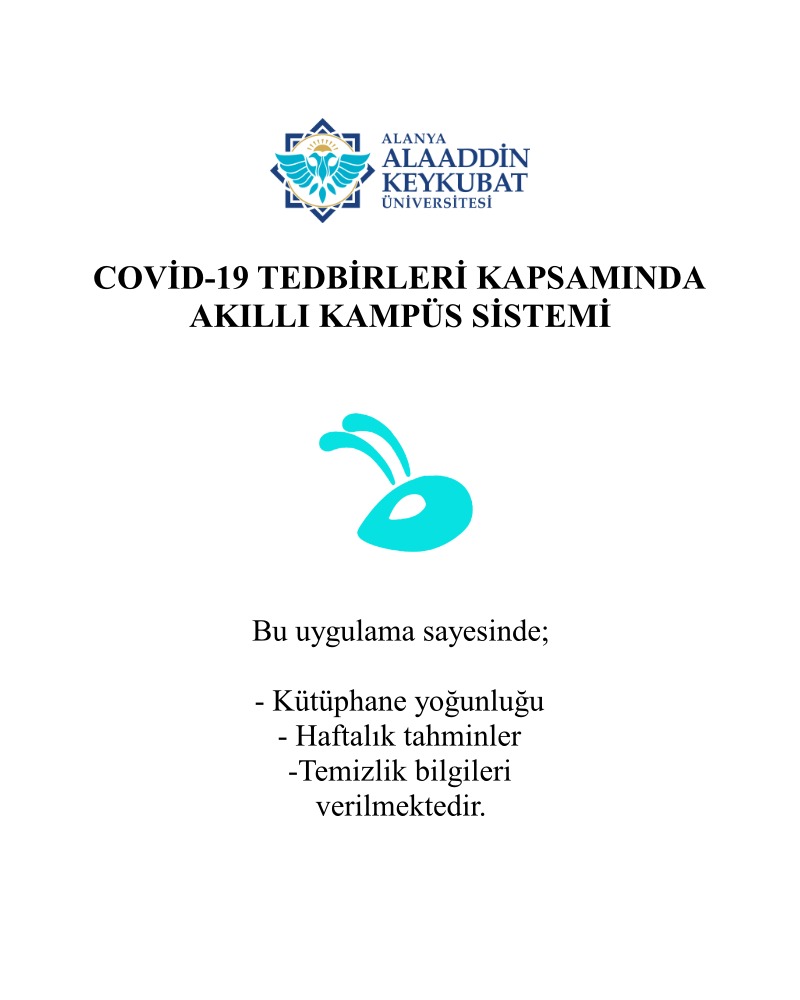 ALANYA
ALAADDİN
KEYKUBAT
ÜNİVERSİTESİ
COVİD-19 TEDBİRLERİ KAPSAMINDA
AKILLI KAMPÜS SİSTEMİ
Bu uygulama sayesinde;
- Kütüphane yoğunluğu
- Haftalık tahminler
-Temizlik bilgileri
verilmektedir.